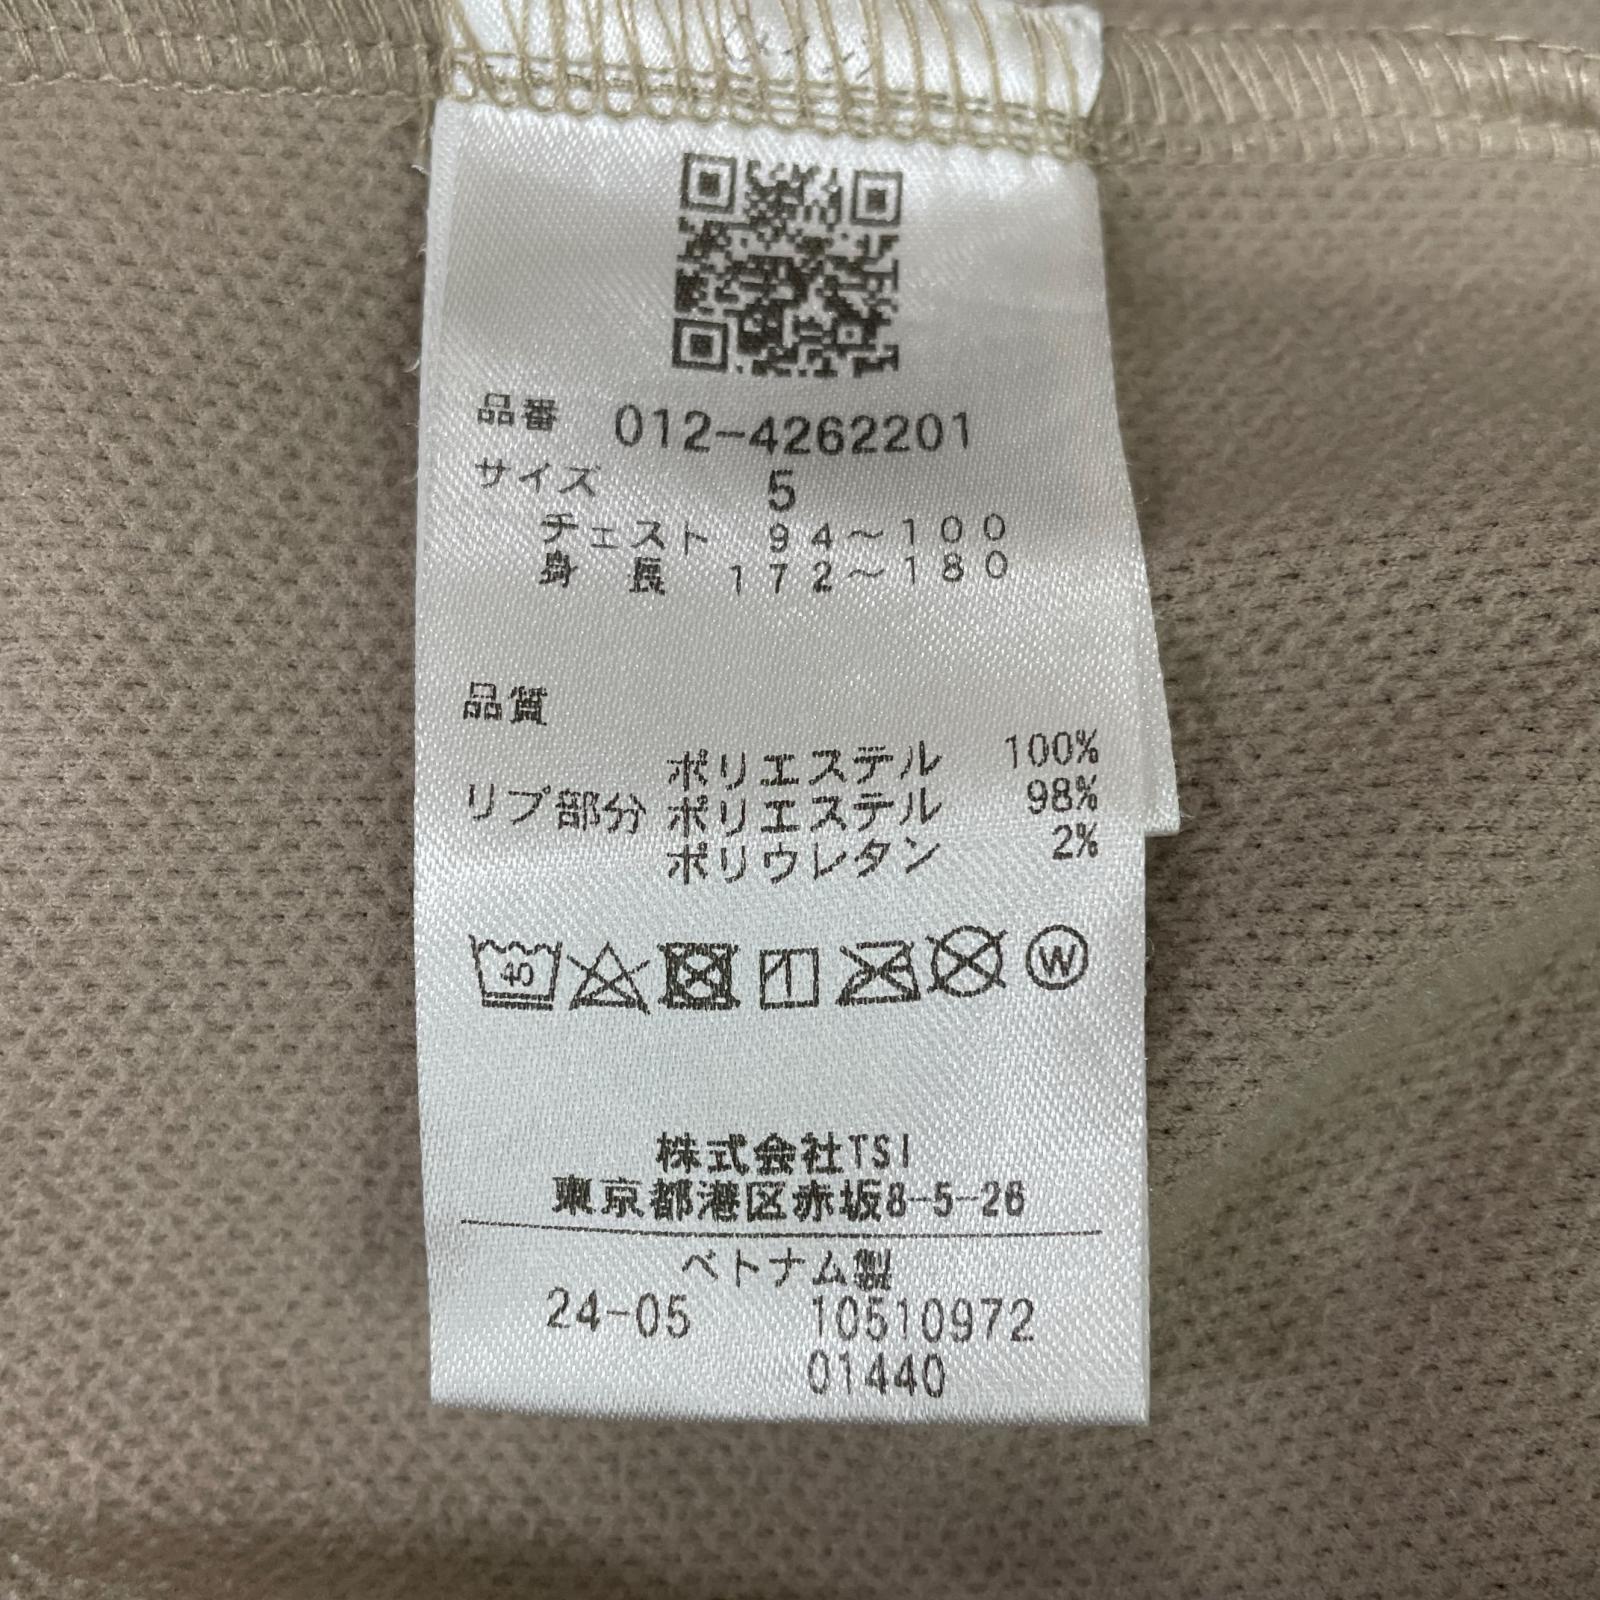 品番 012-4262201
サイズ 5
チェスト 94～100
身長 172～180
品質
ポリエステル 100%
リブ部分 ポリエステル 98%
ポリウレタン 2%
40 W
株式会社TSI
東京都港区赤坂8-5-26
ベトナム製
24-05 10510972
01440